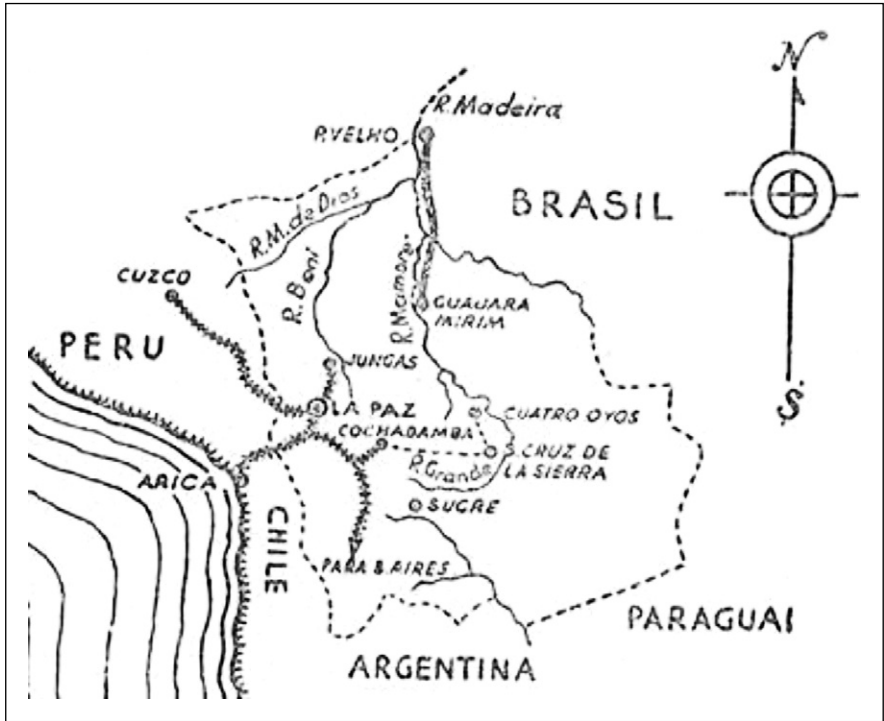 N
R. Madeira
P. VELHO
BRASIL
R. M. de Dios
R. Beni
R. Mamoré
CUZCO
GUAJARA
MIRIM
PERU
JUNGAS
LA PAZ
CUATRO OYOS
COCHABAMBA
S. CRUZ DE
LA SIERRA
R. Grande
ARICA
SUCRE
CHILE
PARA B. AIRES
PARAGUAI
ARGENTINA
S